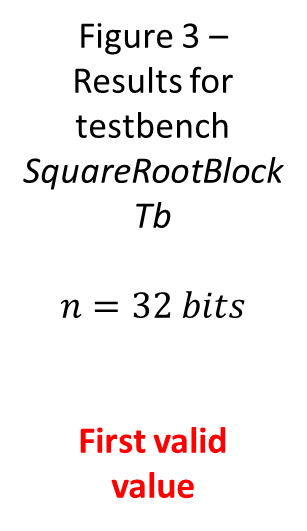 Figure 3 –
Results for
testbench
SquareRootBlock
Tb
n = 32 bits
First valid
value